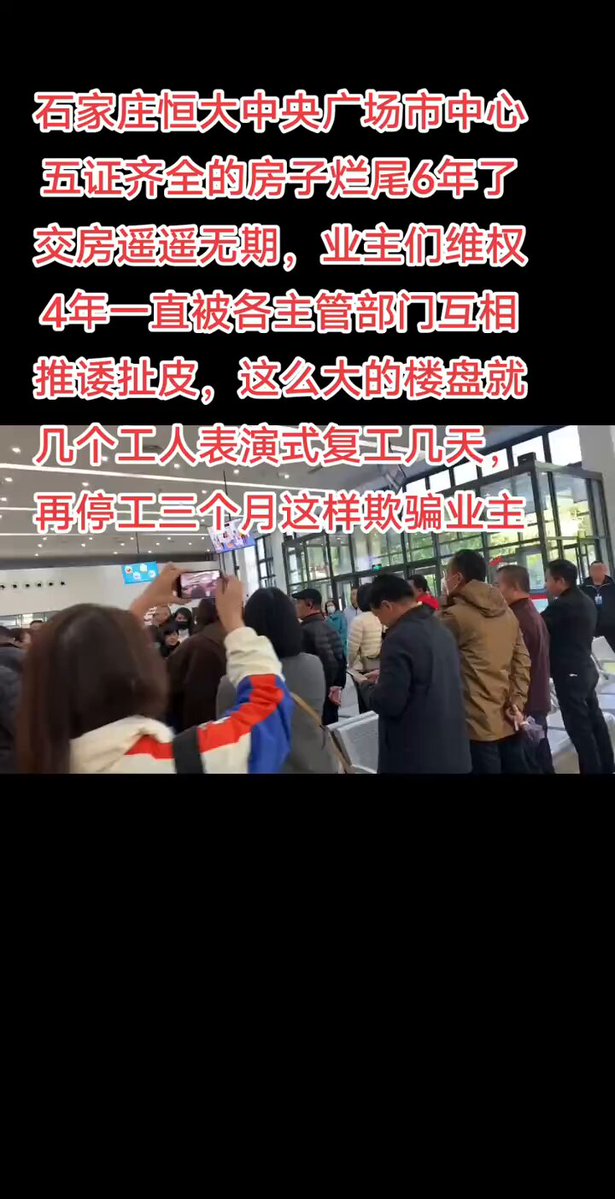 石家庄恒大中央广场市中心
五证齐全的房子烂尾6年了
交房遥遥无期，业主们维权
4年一直被各主管部门互相
推诿扯皮，这么大的楼盘就
几个工人表演式复工几天，
再停工三个月这样欺骗业主